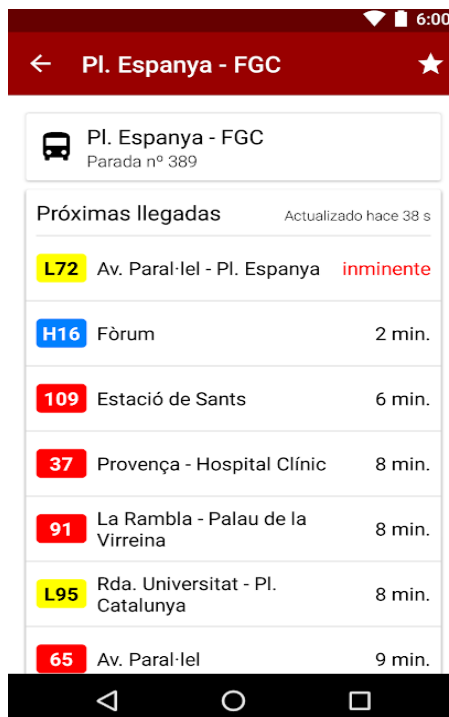 6:00
Pl. Espanya - FGC
Pl. Espanya - FGC
Parada nº 389
Próximas llegadas Actualizado hace 38 s
L72 Av. Paral·lel - Pl. Espanya inminente
H16 Fòrum 2 min.
109 Estació de Sants 6 min.
37 Provença - Hospital Clínic 8 min.
91 La Rambla - Palau de la
Virreina 8 min.
L95 Rda. Universitat - Pl.
Catalunya 8 min.
65 Av. Paral·lel 9 min.